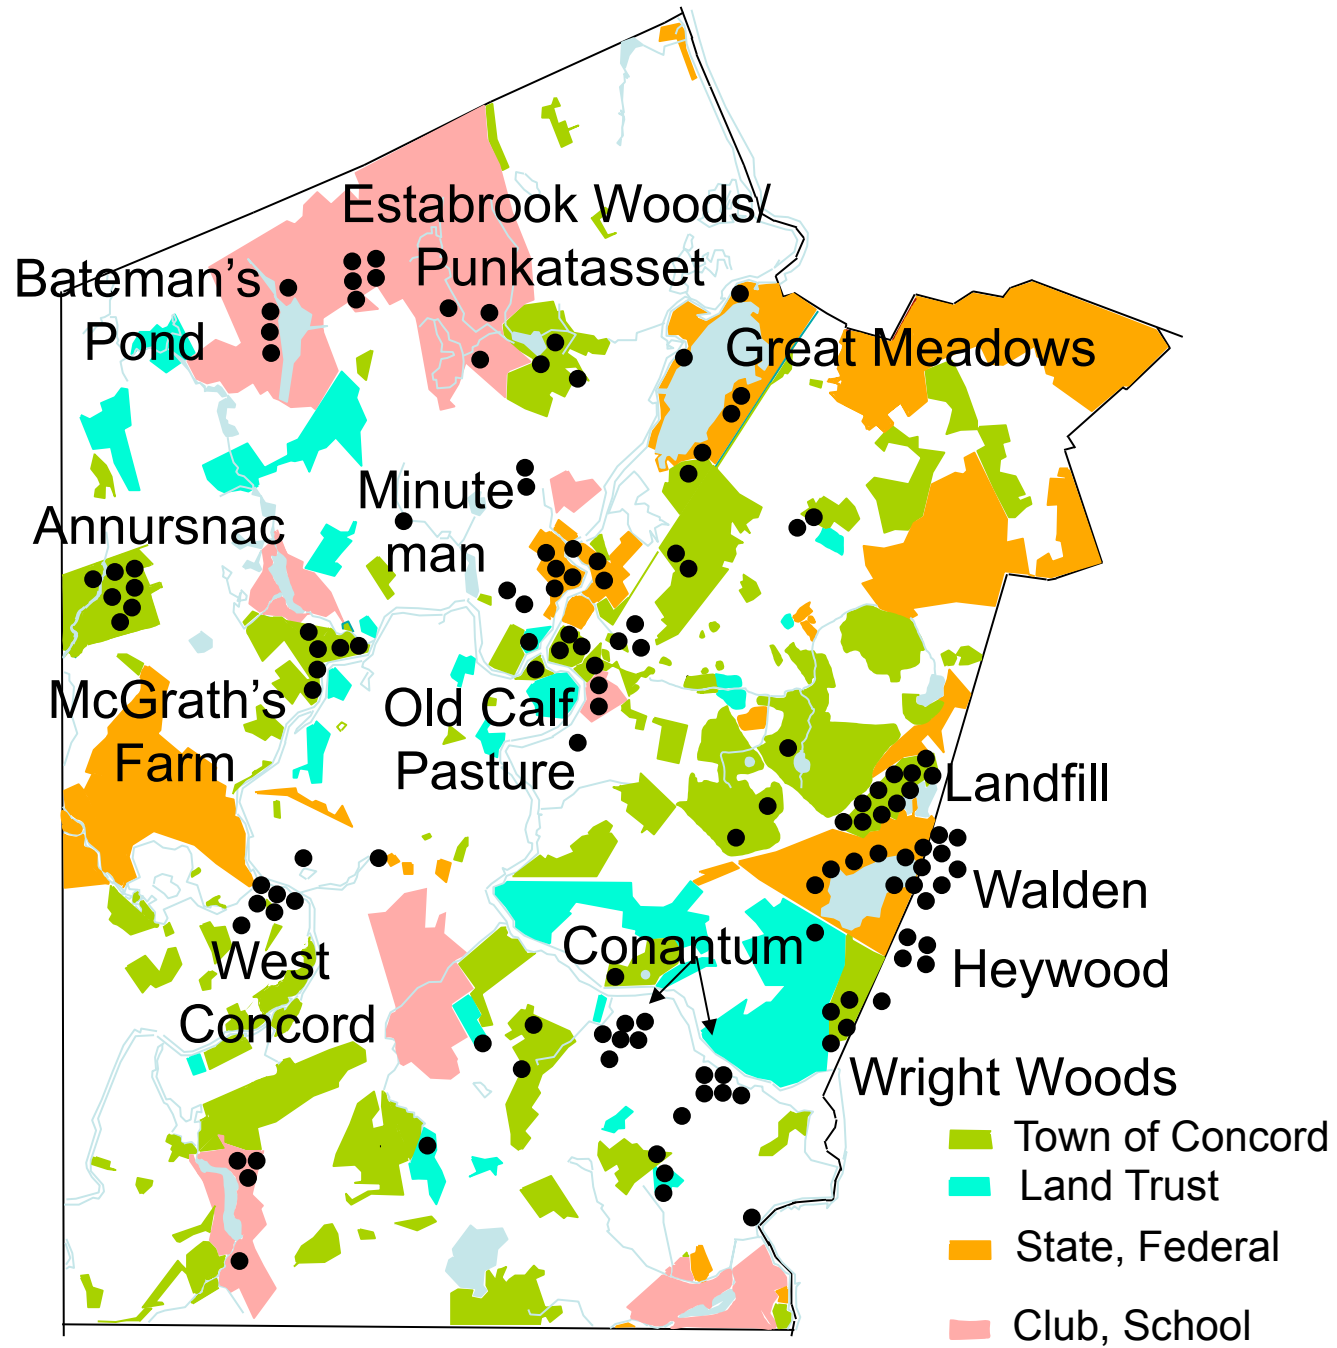 Estabrook Woods/
Punkatasset
Bateman's
Pond
Great Meadows
Minute
man
Annursnac
McGrath's
Farm
Old Calf
Pasture
Landfill
Walden
West
Concord
Conantum
Heywood
Wright Woods
Town of Concord
Land Trust
State, Federal
Club, School